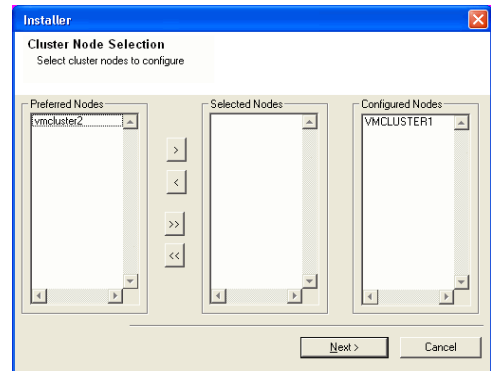 Installer
Cluster Node Selection
Select cluster nodes to configure
Preferred Nodes
vmcluster2
>
<
>>
<<
Selected Nodes
Configured Nodes
VMCLUSTER1
Next >
Cancel